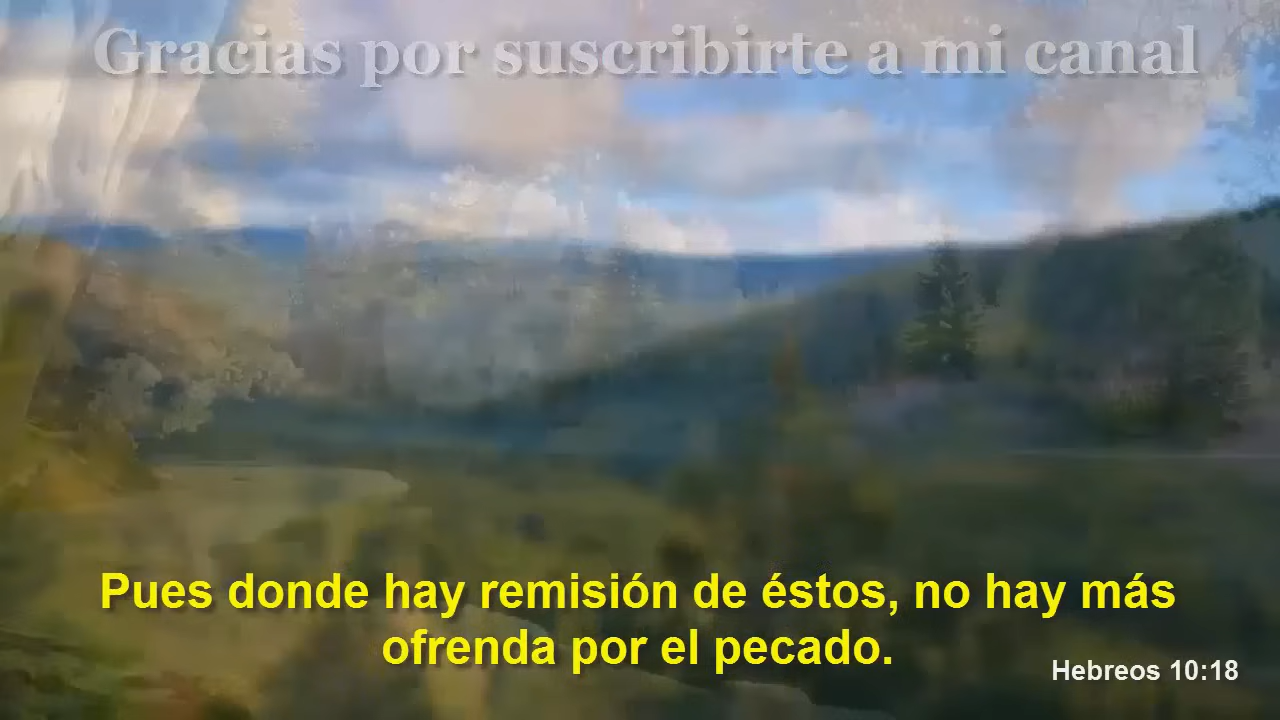 Gracias por suscribirte a mi canal
Pues donde hay remisión de éstos, no hay más
ofrenda por el pecado.
Hebreos 10:18